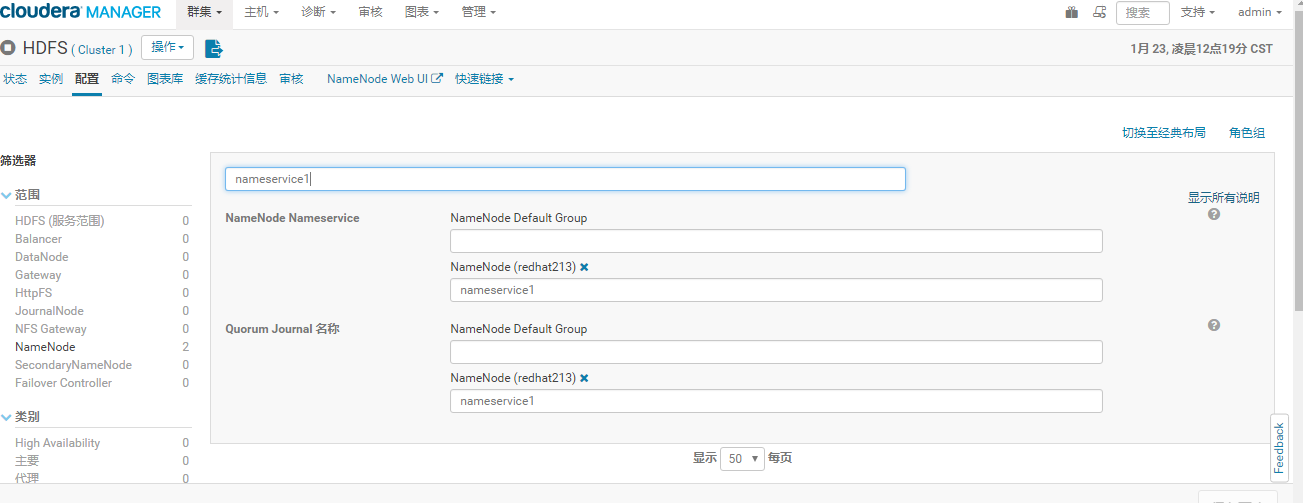 cloudera MANAGER 群集 主机 诊断 审核 图表 管理 搜索 支持 admin
HDFS ( Cluster 1 ) 操作 1月 23, 凌晨12点19分 CST
状态 实例 配置 命令 图表库 缓存统计信息 审核 NameNode Web UI 快速链接
切换至经典布局 角色组
筛选器
nameservice1
范围
显示所有说明
HDFS (服务范围) 0
NameNode Nameservice NameNode Default Group
Balancer 0
DataNode 0
NameNode (redhat213)
Gateway 0
nameservice1
HttpFS 0
JournalNode 0
NFS Gateway 0
Quorum Journal 名称 NameNode Default Group
NameNode 2
SecondaryNameNode 0
NameNode (redhat213)
Failover Controller 0
nameservice1
类别
High Availability 0
主要 0
代理 0
显示 50 每页
Feedback